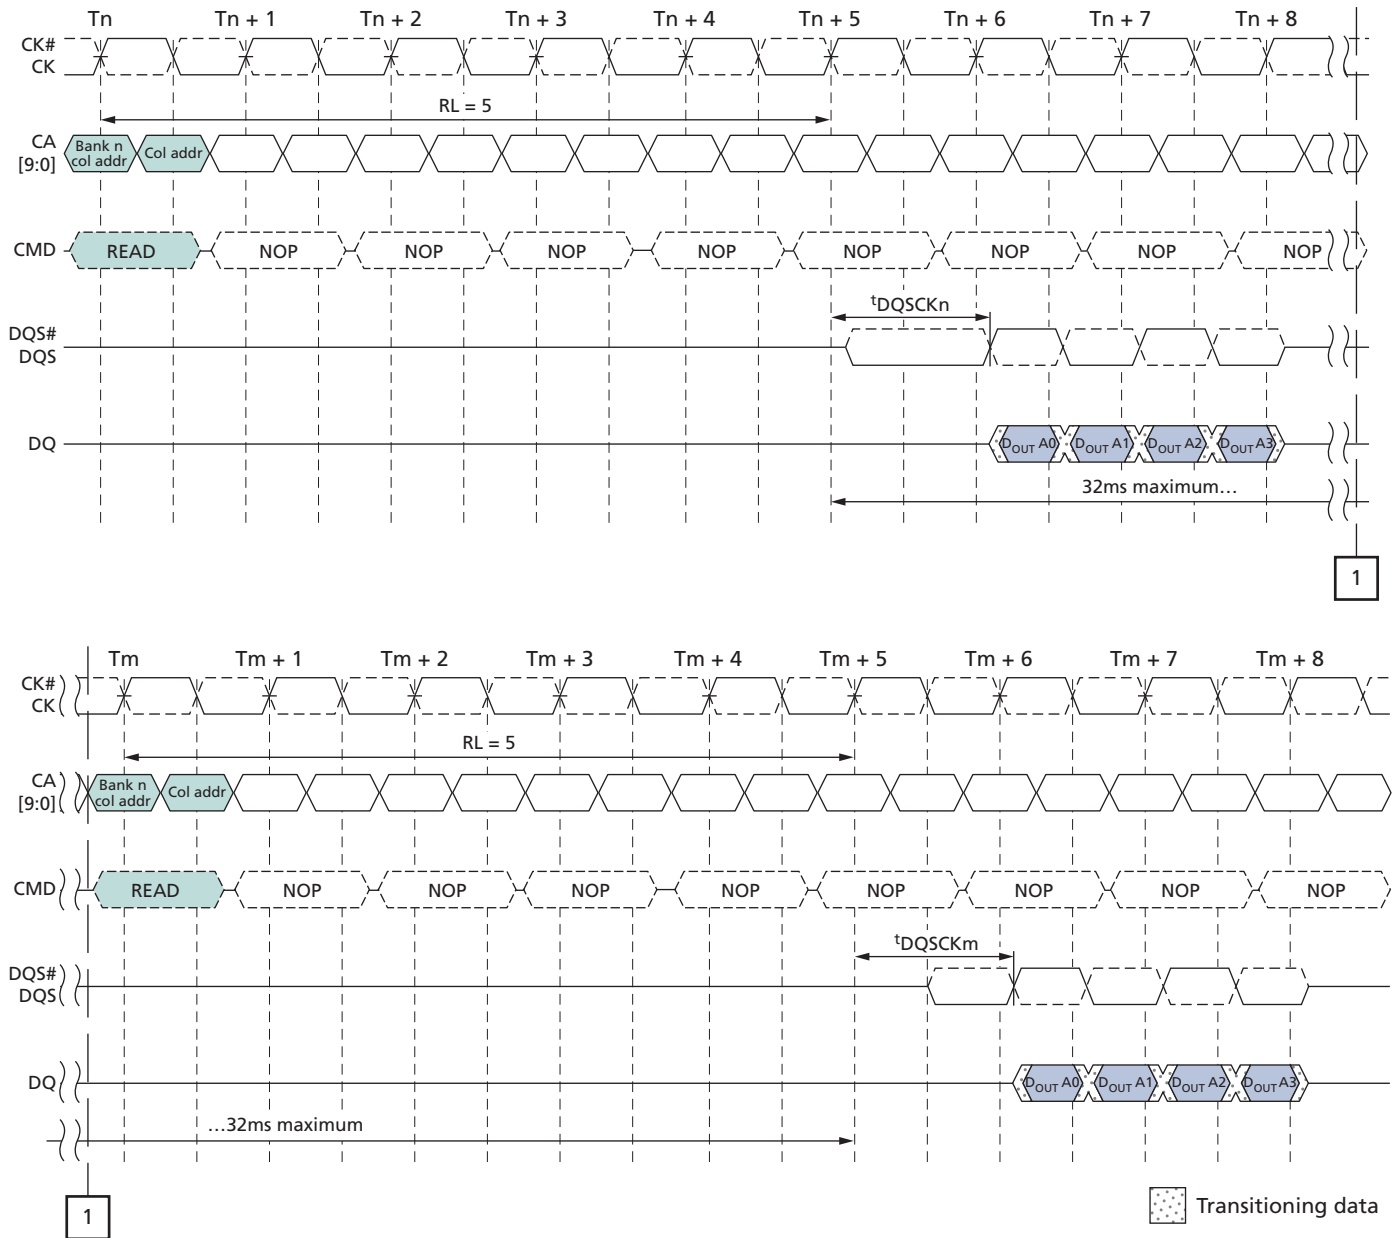 Tn Tn + 1 Tn + 2 Tn + 3 Tn + 4 Tn + 5 Tn + 6 Tn + 7 Tn + 8
CK#
CK
RL = 5
CA
[9:0]
Bank n
col addr
Col addr
CMD READ NOP NOP NOP NOP NOP NOP NOP NOP
tDQSCKn
DQS#
DQS
DQ DOUT A0 DOUT A1 DOUT A2 DOUT A3
32ms maximum…
1
Tm Tm + 1 Tm + 2 Tm + 3 Tm + 4 Tm + 5 Tm + 6 Tm + 7 Tm + 8
CK#
CK
RL = 5
CA
[9:0]
Bank n
col addr
Col addr
CMD READ NOP NOP NOP NOP NOP NOP NOP NOP
tDQSCKm
DQS#
DQS
DQ DOUT A0 DOUT A1 DOUT A2 DOUT A3
…32ms maximum
1
Transitioning data